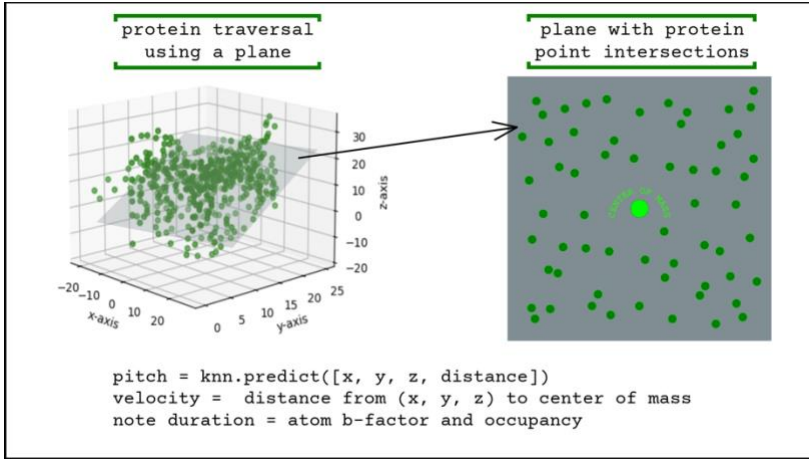 protein traversal
using a plane
plane with protein
point intersections
30
20
10
0
−10
−20
z-axis
−20
−10
0
10
20
x-axis
0
5
10
15
20
25
y-axis
CENTER OF MASS
pitch = knn.predict([x, y, z, distance])
velocity =  distance from (x, y, z) to center of mass
note duration = atom b-factor and occupancy